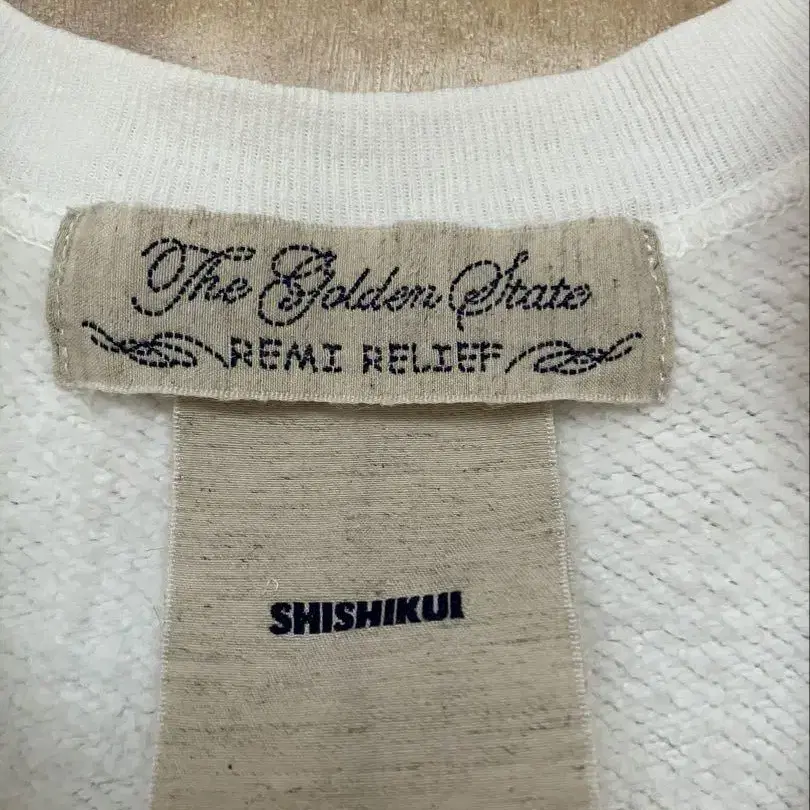 The Golden State
REMI RELIEF
SHISHIKUI